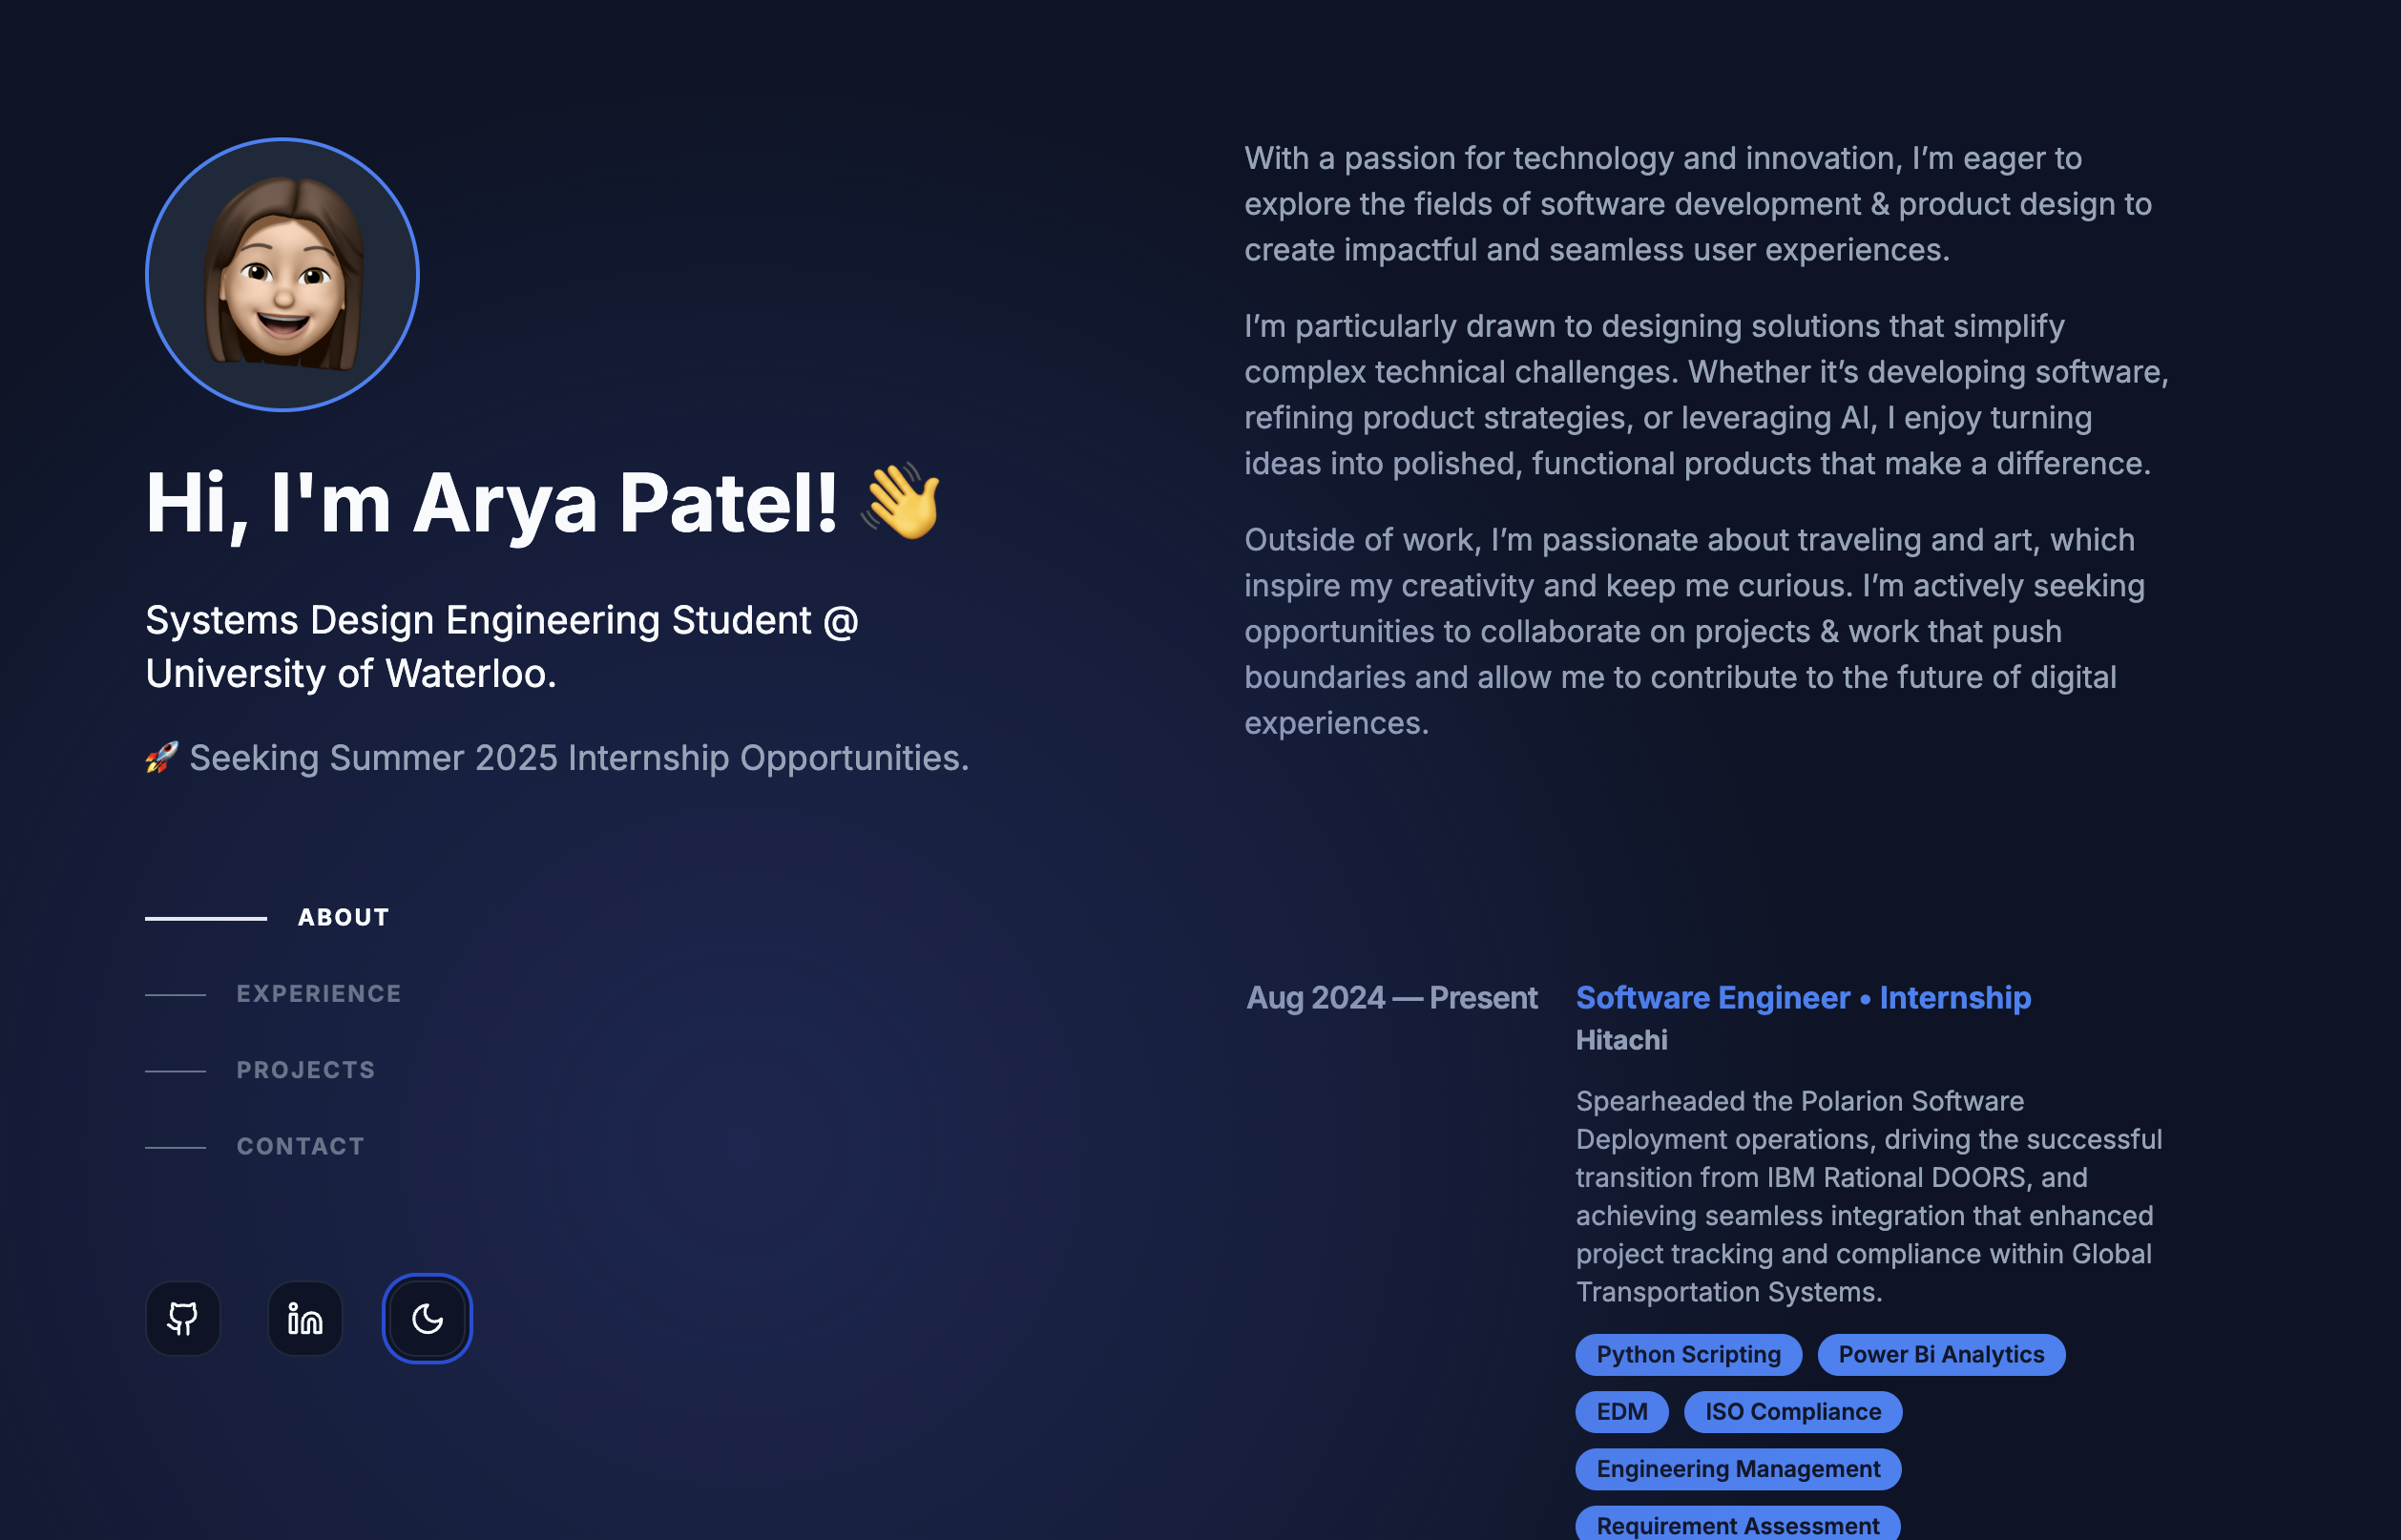 Hi, I'm Arya Patel! 👋
Systems Design Engineering Student @
University of Waterloo.
🚀 Seeking Summer 2025 Internship Opportunities.
ABOUT
EXPERIENCE
PROJECTS
CONTACT
With a passion for technology and innovation, I’m eager to
explore the fields of software development & product design to
create impactful and seamless user experiences.
I’m particularly drawn to designing solutions that simplify
complex technical challenges. Whether it’s developing software,
refining product strategies, or leveraging AI, I enjoy turning
ideas into polished, functional products that make a difference.
Outside of work, I’m passionate about traveling and art, which
inspire my creativity and keep me curious. I’m actively seeking
opportunities to collaborate on projects & work that push
boundaries and allow me to contribute to the future of digital
experiences.
Aug 2024 — Present
Software Engineer • Internship
Hitachi
Spearheaded the Polarion Software
Deployment operations, driving the successful
transition from IBM Rational DOORS, and
achieving seamless integration that enhanced
project tracking and compliance within Global
Transportation Systems.
Python Scripting
Power Bi Analytics
EDM
ISO Compliance
Engineering Management
Requirement Assessment